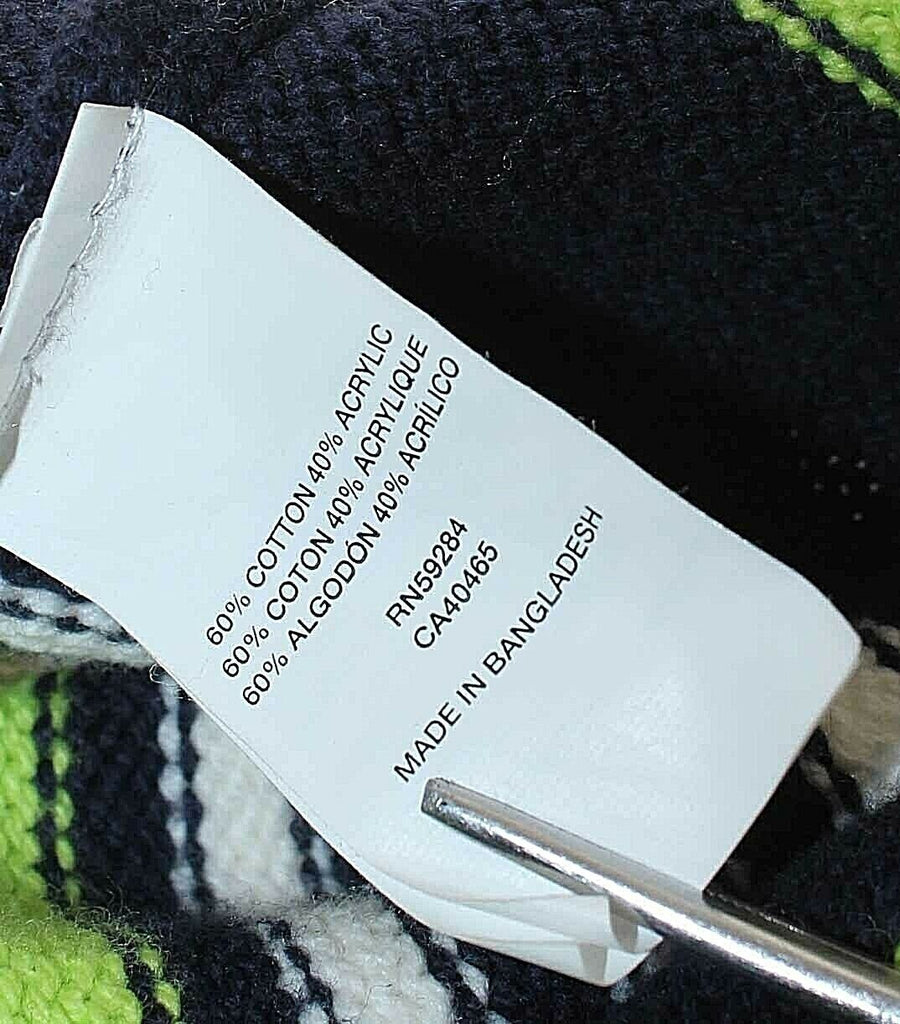 60% COTTON 40% ACRYLIC
60% COTON 40% ACRYLIQUE
60% ALGODÓN 40% ACRÍLICO
RN59284
CA40465
MADE IN BANGLADESH